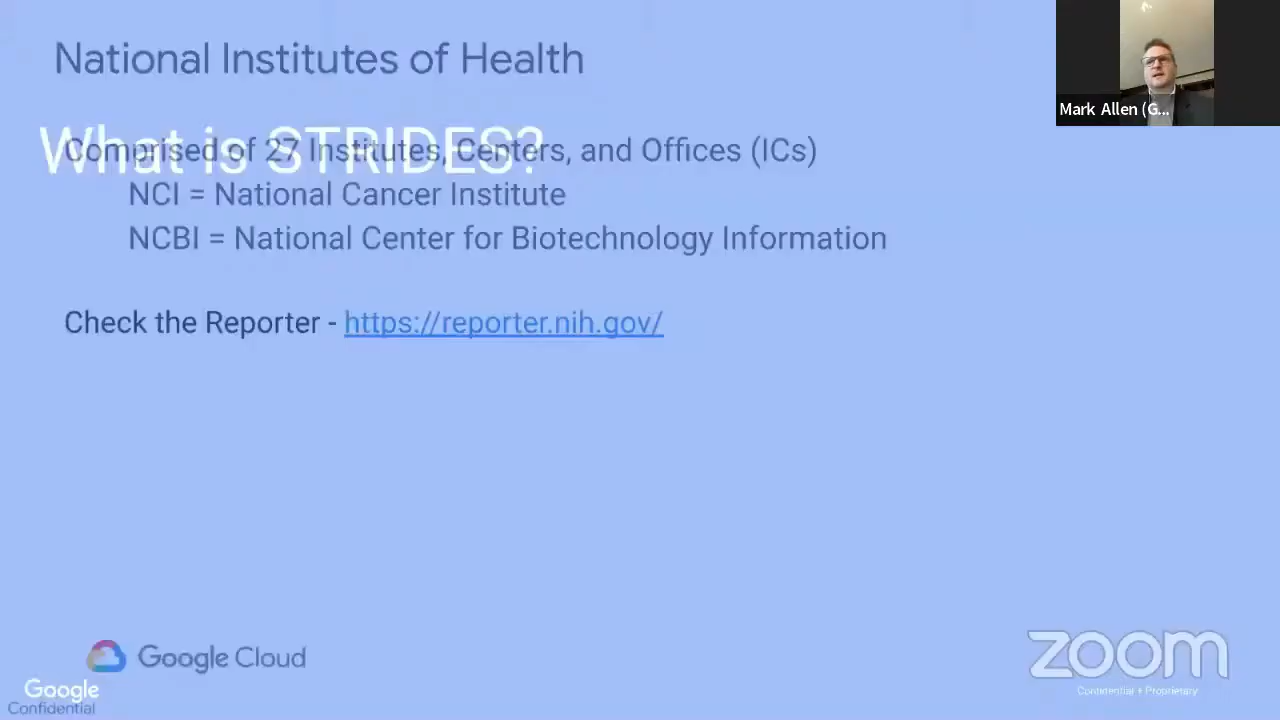 National Institutes of Health
What is STRIDES?
Comprised of 27 Institutes, Centers, and Offices (ICs)
NCI = National Cancer Institute
NCBI = National Center for Biotechnology Information
Check the Reporter - https://reporter.nih.gov/
Mark Allen (G...
Google Cloud
Google
Confidential
zoom
Confidential + Proprietary